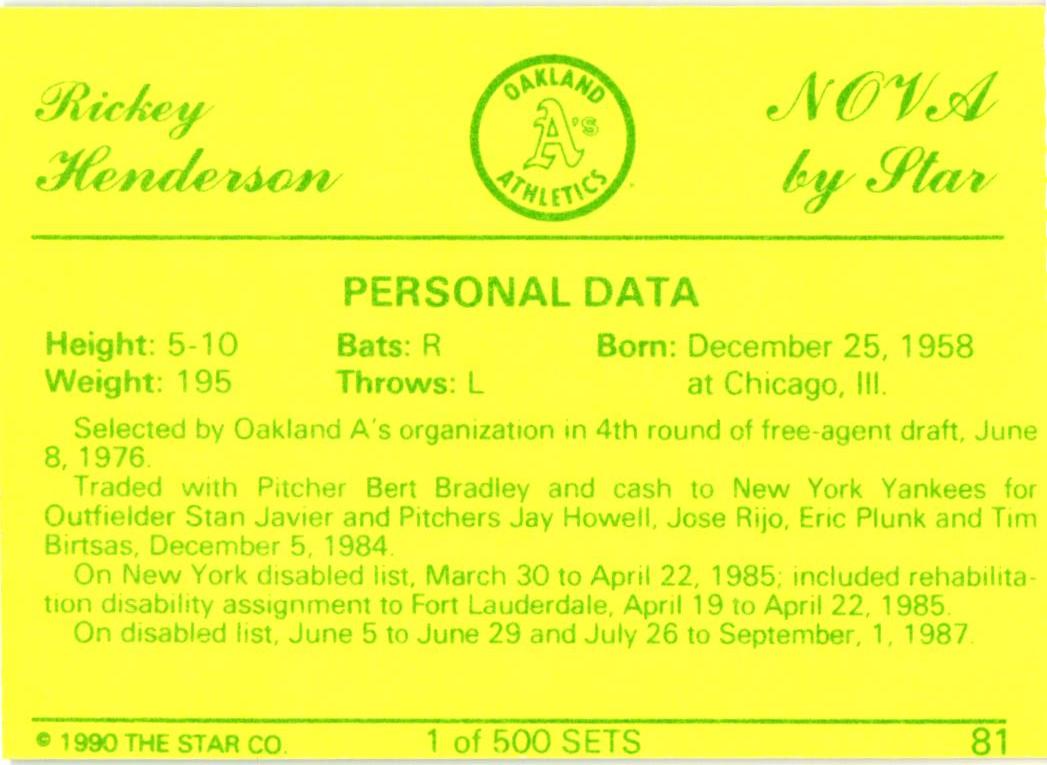 Rickey
Henderson
OAKLAND
A's
ATHLETICS
NOVA
by Star
PERSONAL DATA
Height: 5-10 Bats: R Born: December 25, 1958
Weight: 195 Throws: L at Chicago, Ill.
Selected by Oakland A's organization in 4th round of free-agent draft, June
8, 1976.
Traded with Pitcher Bert Bradley and cash to New York Yankees for
Outfielder Stan Javier and Pitchers Jay Howell, Jose Rijo, Eric Plunk and Tim
Birtsas, December 5, 1984.
On New York disabled list, March 30 to April 22, 1985; included rehabilita-
tion disability assignment to Fort Lauderdale, April 19 to April 22, 1985.
On disabled list, June 5 to June 29 and July 26 to September, 1, 1987.
© 1990 THE STAR CO. 1 of 500 SETS 81